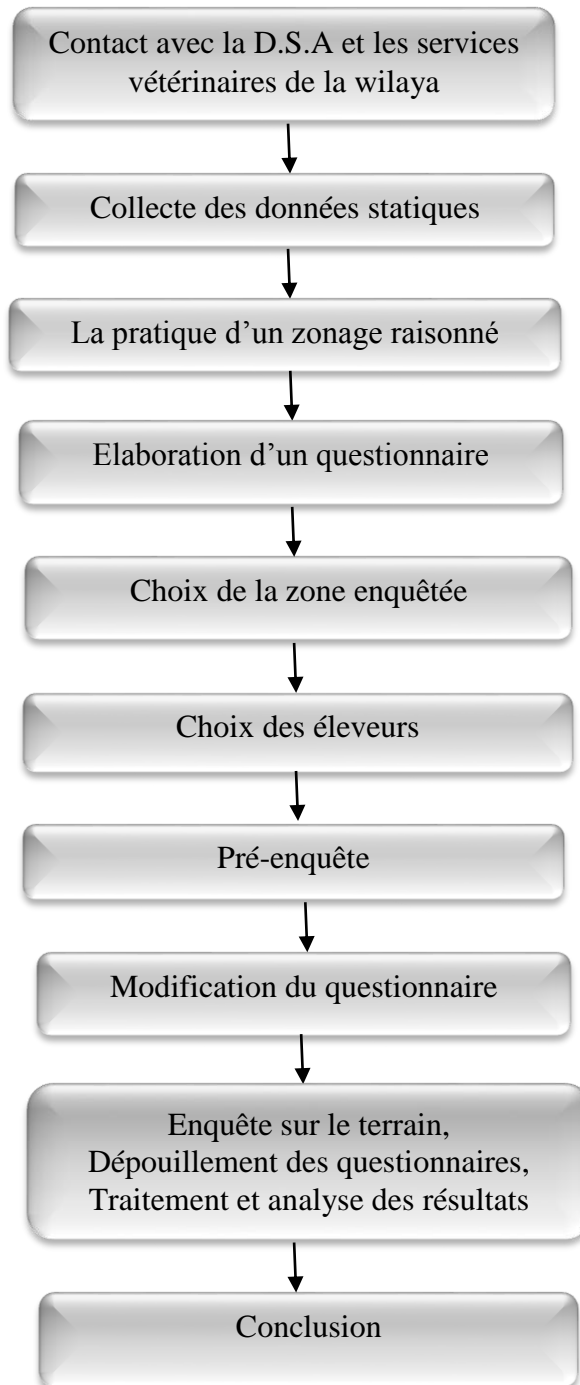 Contact avec la D.S.A et les services
vétérinaires de la wilaya
Collecte des données statiques
La pratique d’un zonage raisonné
Elaboration d’un questionnaire
Choix de la zone enquêtée
Choix des éleveurs
Pré-enquête
Modification du questionnaire
Enquête sur le terrain,
Dépouillement des questionnaires,
Traitement et analyse des résultats
Conclusion